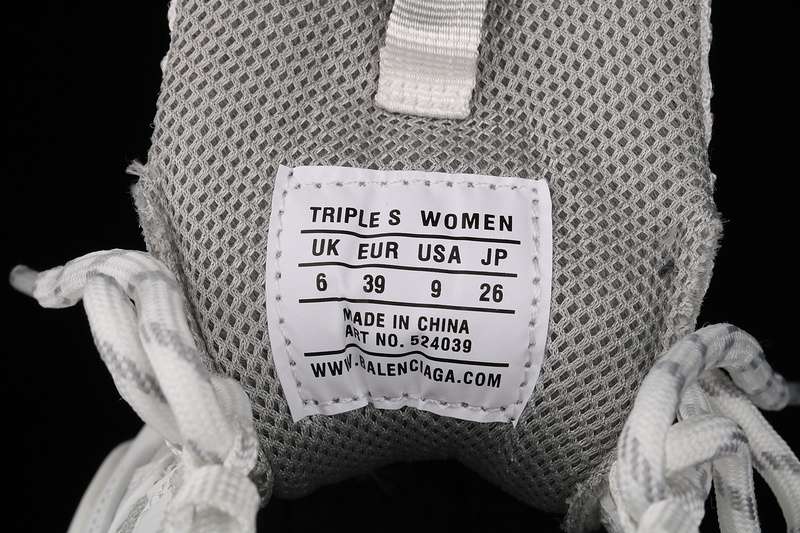 TRIPLE S WOMEN
UK EUR USA JP
6 39 9 26
MADE IN CHINA
ART NO. 524039
WWW.BALENCIAGA.COM